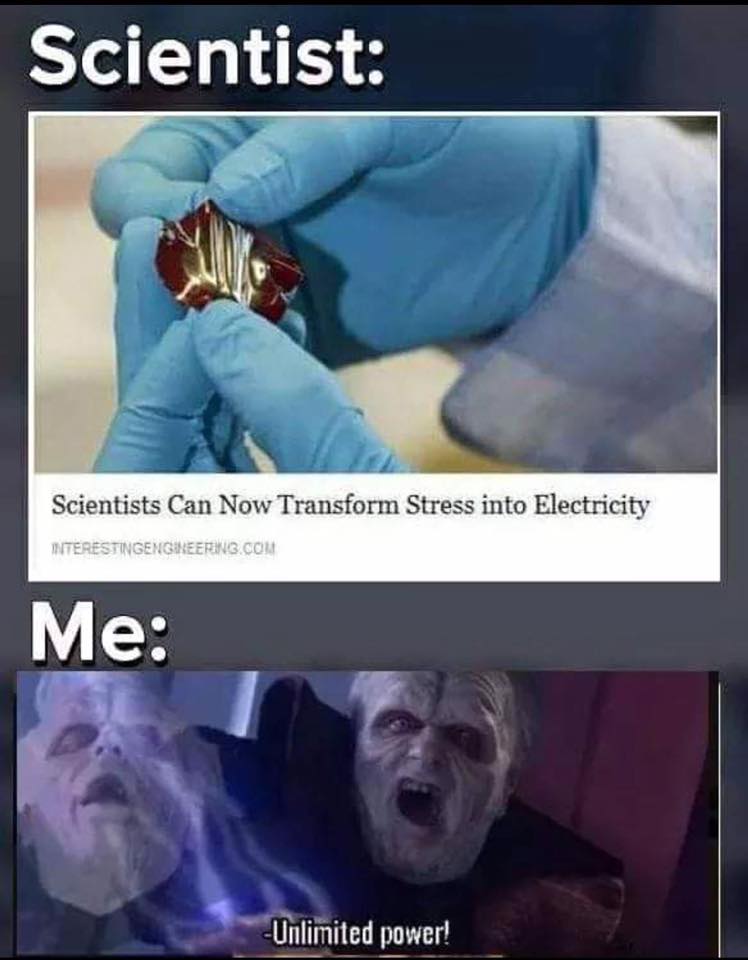 Scientist:
Scientists Can Now Transform Stress into Electricity
INTERESTINGENGINEERING.COM
Me:
-Unlimited power!